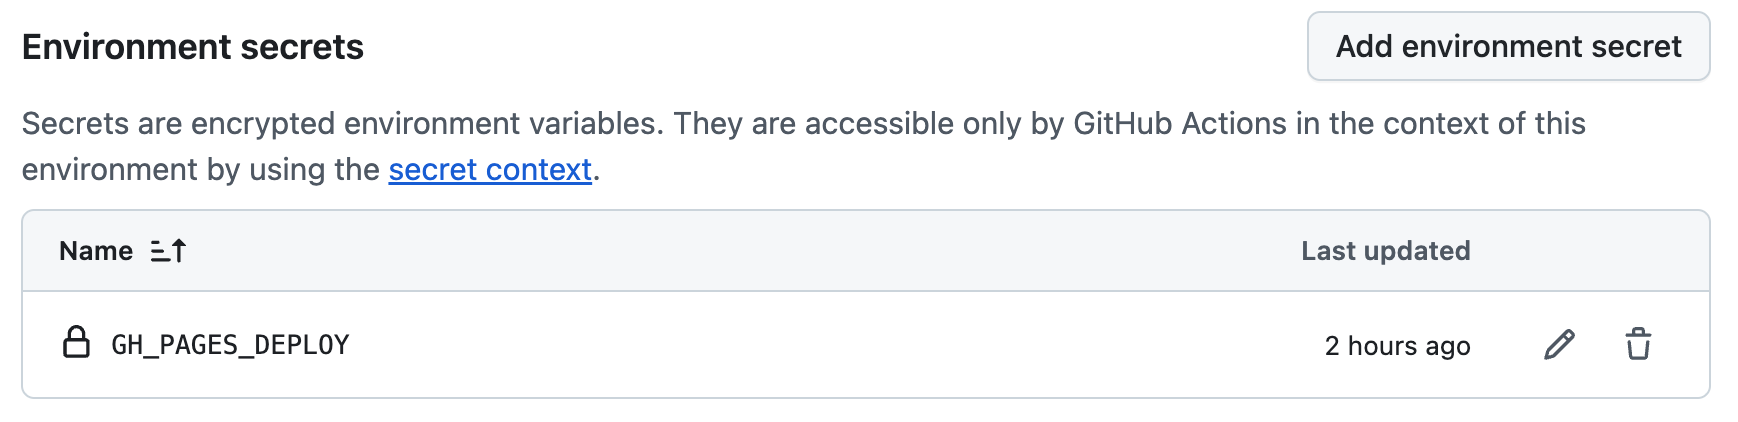 Environment secrets
Add environment secret
Secrets are encrypted environment variables. They are accessible only by GitHub Actions in the context of this
environment by using the secret context.
Name
Last updated
GH_PAGES_DEPLOY
2 hours ago